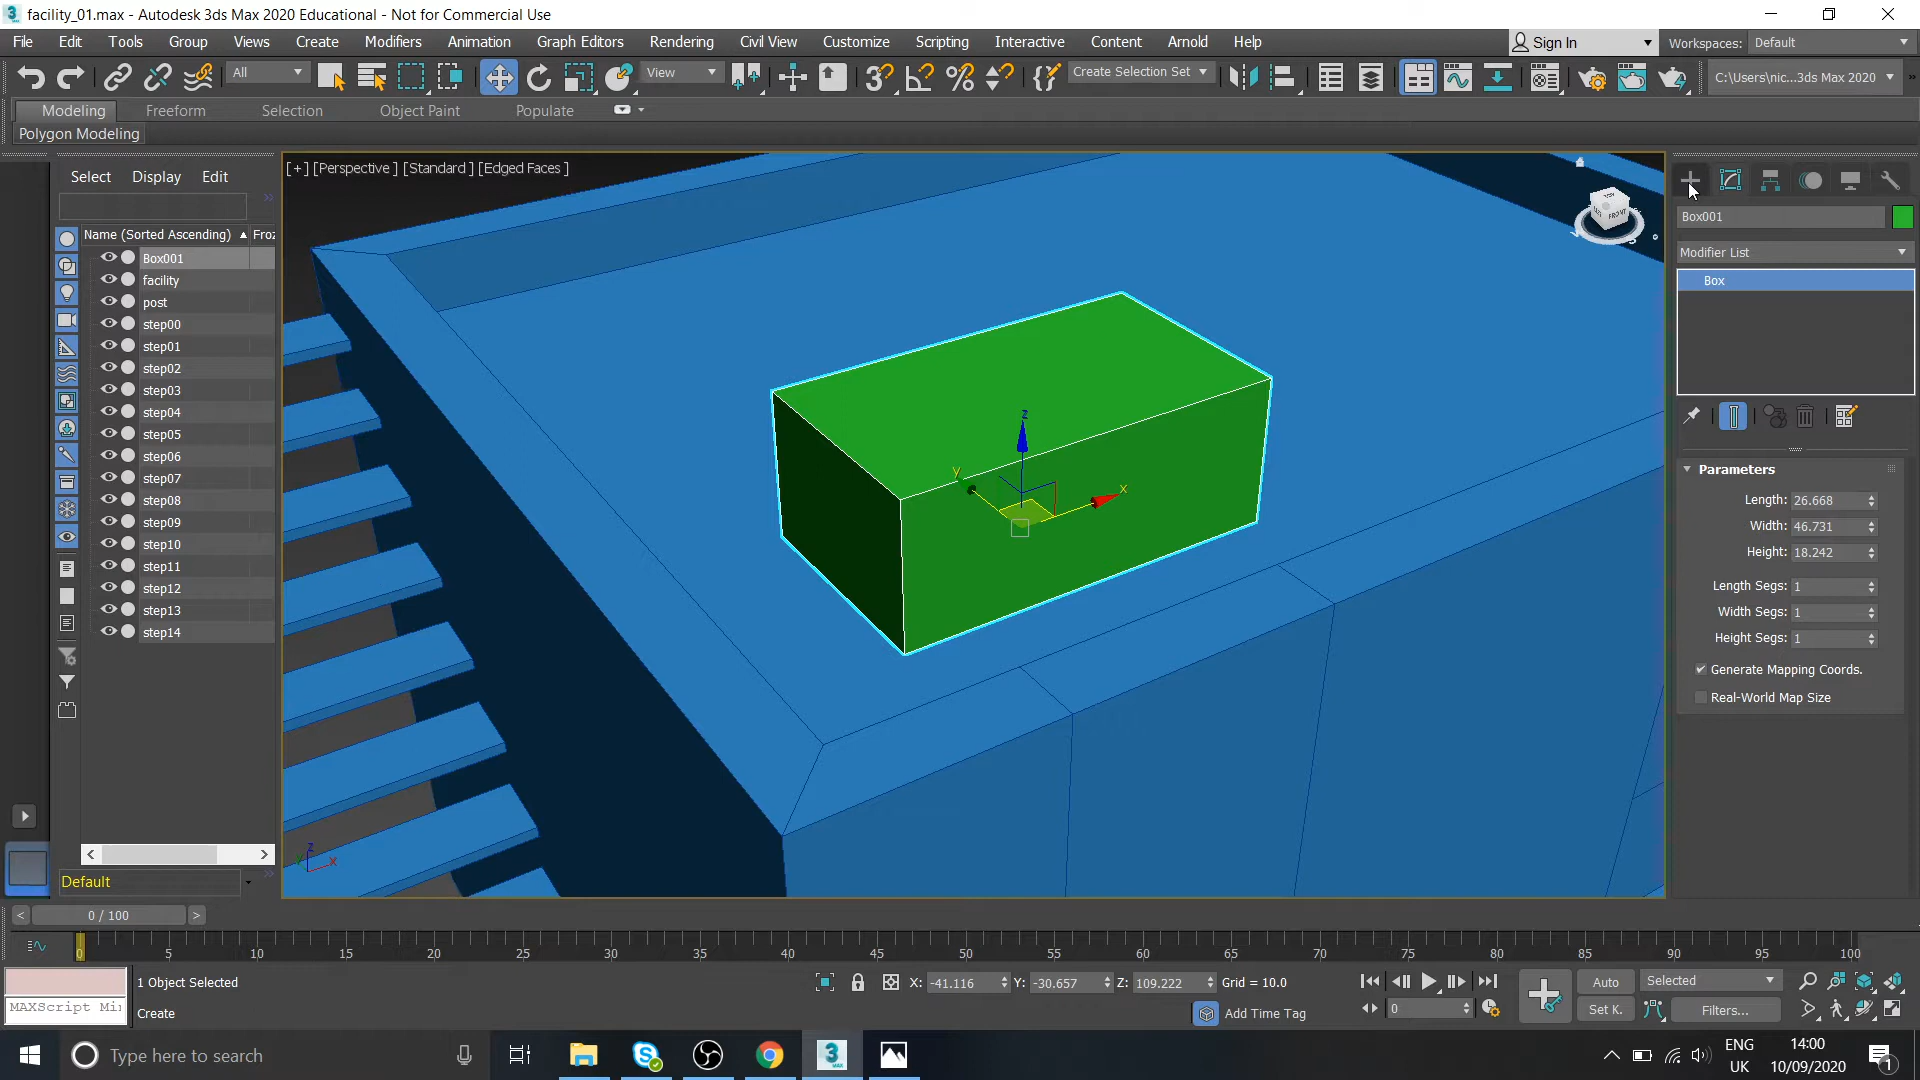 facility_01.max - Autodesk 3ds Max 2020 Educational - Not for Commercial Use
File Edit Tools Group Views Create Modifiers Animation Graph Editors Rendering Civil View Customize Scripting Interactive Content Arnold Help
Sign In
Workspaces: Default
All
View
Create Selection Set
C:\Users\nic...3ds Max 2020
Modeling Freeform Selection Object Paint Populate
Polygon Modeling
Select Display Edit
[+] [Perspective ] [Standard ] [Edged Faces ]
Name (Sorted Ascending) Froz
Box001
facility
post
step00
step01
step02
step03
step04
step05
step06
step07
step08
step09
step10
step11
step12
step13
step14
Default
FRONT
z
y
x
z
x
Box001
Modifier List
Box
Parameters
Length: 26.668
Width: 46.731
Height: 18.242
Length Segs: 1
Width Segs: 1
Height Segs: 1
Generate Mapping Coords.
Real-World Map Size
< 0 / 100 >
0 5 10 15 20 25 30 35 40 45 50 55 60 65 70 75 80 85 90 95 100
1 Object Selected
MAXScript Mi
Create
X: -41.116 Y: -30.657 Z: 109.222 Grid = 10.0
Add Time Tag
0
Auto
Selected
Set K.
Filters...
Type here to search
ENG
UK
14:00
10/09/2020
1